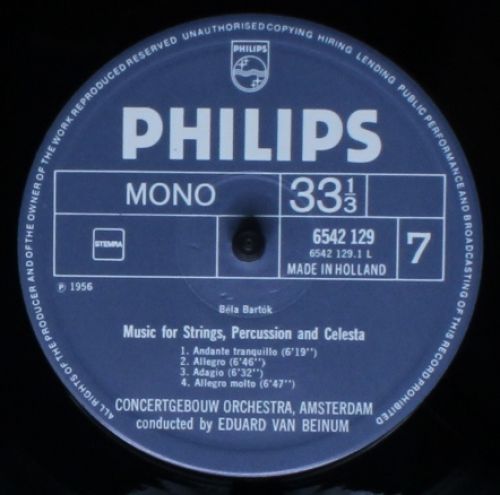 ALL RIGHTS OF THE PRODUCER AND OF THE OWNER OF THE WORK REPRODUCED RESERVED UNAUTHORISED COPYING HIRING LENDING PUBLIC PERFORMANCE AND BROADCASTING OF THIS RECORD PROHIBITED
PHILIPS
PHILIPS
MONO
33 1/3
STEMRA
6542 129
6542 129.1 L
MADE IN HOLLAND
7
℗ 1956
Béla Bartók
Music for Strings, Percussion and Celesta
1. Andante tranquillo (6'19'')
2. Allegro (6'46'')
3. Adagio (6'32'')
4. Allegro molto (6'47'')
CONCERTGEBOUW ORCHESTRA, AMSTERDAM
conducted by EDUARD VAN BEINUM